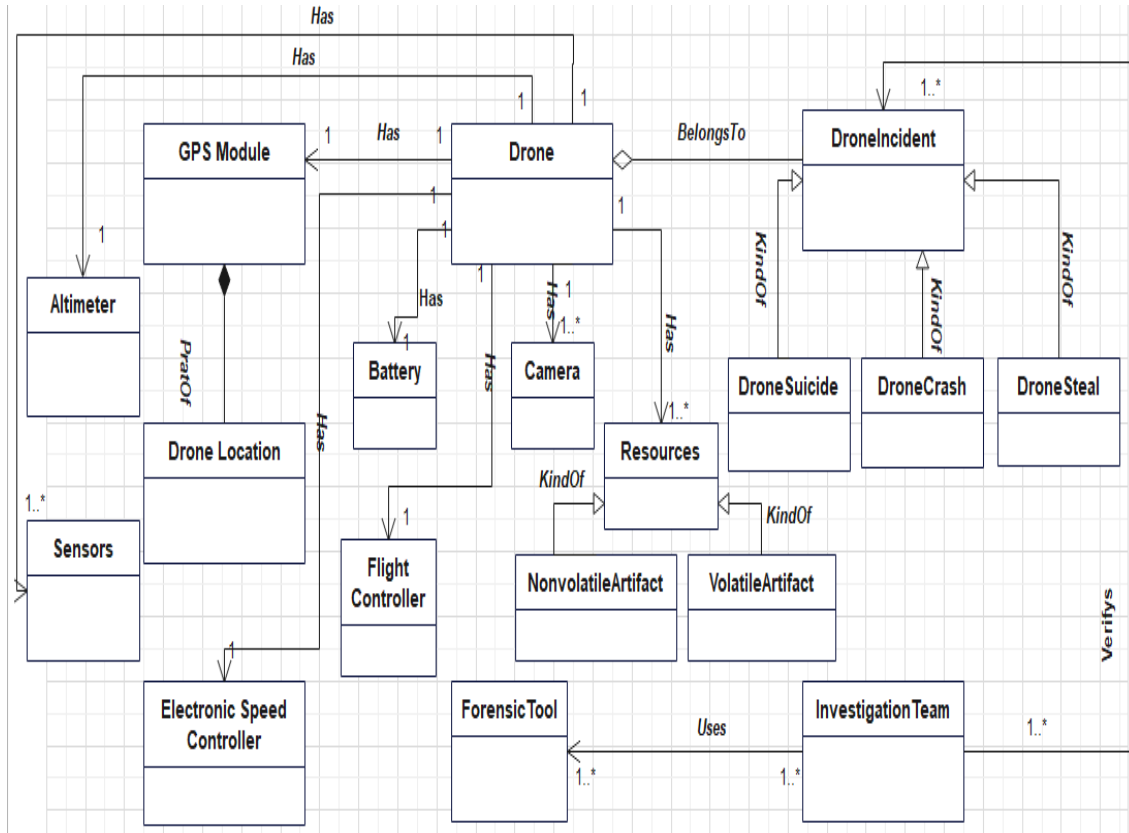 Has
Has
1
1
1..*
GPS Module
1
Has
1
Drone
BelongsTo
DroneIncident
1
1
1
1
1
1
1
Altimeter
KindOf
KindOf
KindOf
Has
Has
1..*
Has
1
PratOf
Battery
Camera
Has
DroneSuicide
DroneCrash
DroneSteal
1..*
Has
Drone Location
Resources
KindOf
1..*
KindOf
1
Sensors
Flight
Controller
NonvolatileArtifact
VolatileArtifact
Verifys
1
Electronic Speed
Controller
ForensicTool
InvestigationTeam
Uses
1..*
1..*
1..*